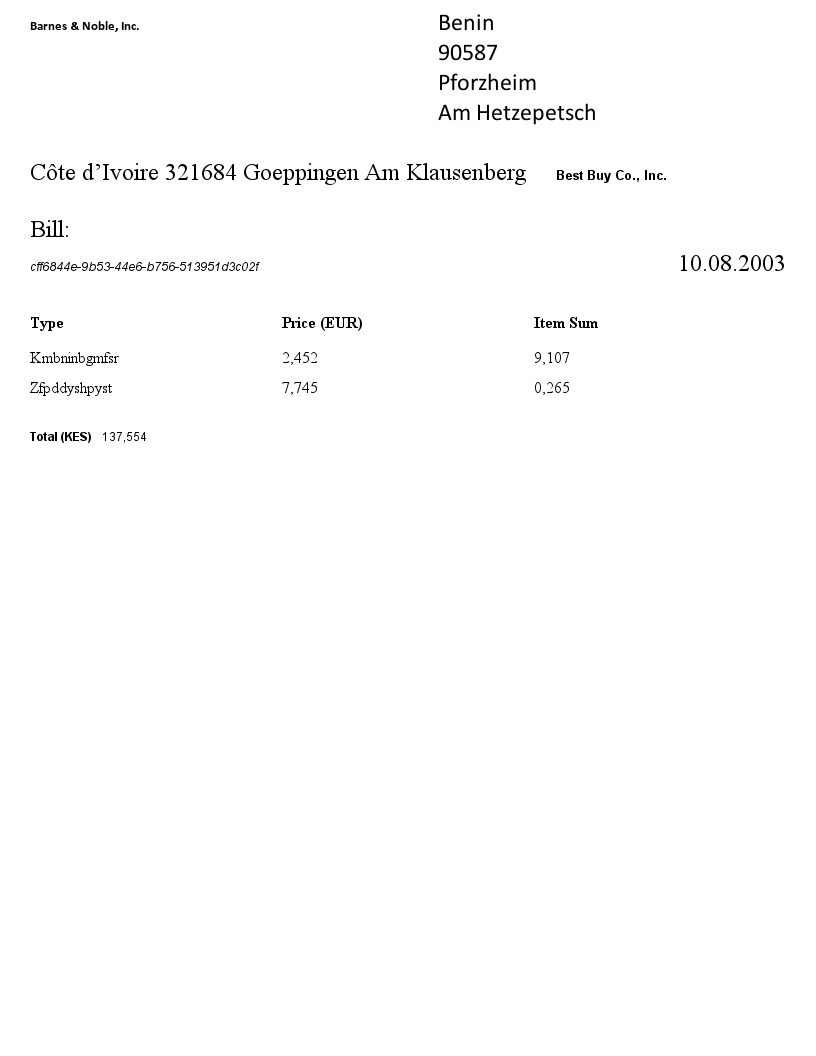 Barnes & Noble, Inc.
Benin
90587
Pforzheim
Am Hetzepetsch
Côte d’Ivoire 321684 Goeppingen Am Klausenberg Best Buy Co., Inc.
Bill:
cff6844e-9b53-44e6-b756-513951d3c02f 10.08.2003
Type Price (EUR) Item Sum
Kmbninbgmfsr 2,452 9,107
Zfpddyshpyst 7,745 0,265
Total (KES) 137,554